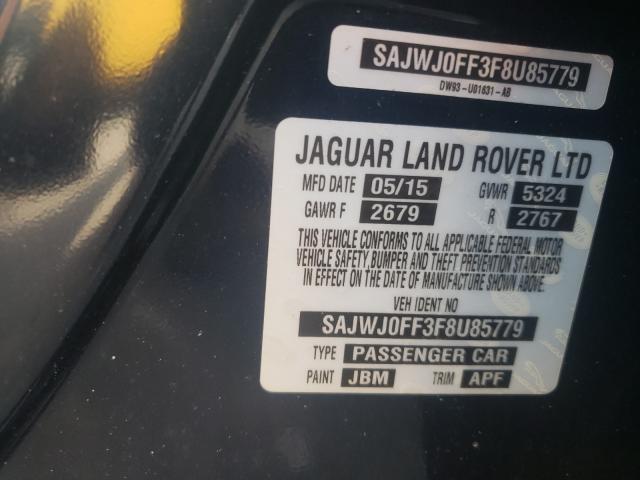 SAJWJ0FF3F8U85779
DW93-U01631-AB
JAGUAR LAND ROVER LTD
MFD DATE 05/15 GVWR 5324
GAWR F 2679 R 2767
THIS VEHICLE CONFORMS TO ALL APPLICABLE FEDERAL MOTOR
VEHICLE SAFETY, BUMPER AND THEFT PREVENTION STANDARDS
IN EFFECT ON THE DATE OF MANUFACTURE SHOWN ABOVE.
VEH IDENT NO
SAJWJ0FF3F8U85779
TYPE PASSENGER CAR
PAINT JBM TRIM APF